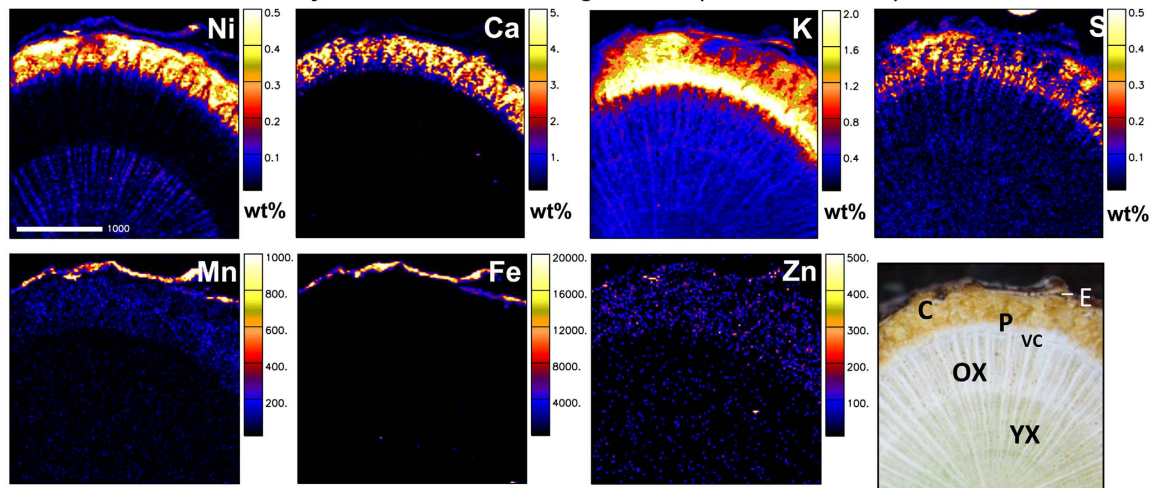 Ni
0.5
0.4
0.3
0.2
0.1
wt%
1000
Ca
5.
4.
3.
2.
1.
wt%
K
2.0
1.6
1.2
0.8
0.4
wt%
S
0.5
0.4
0.3
0.2
0.1
wt%
Mn
1000.
800.
600.
400.
200.
Fe
20000.
16000.
12000.
8000.
4000.
Zn
500.
400.
300.
200.
100.
E
C
P
VC
OX
YX